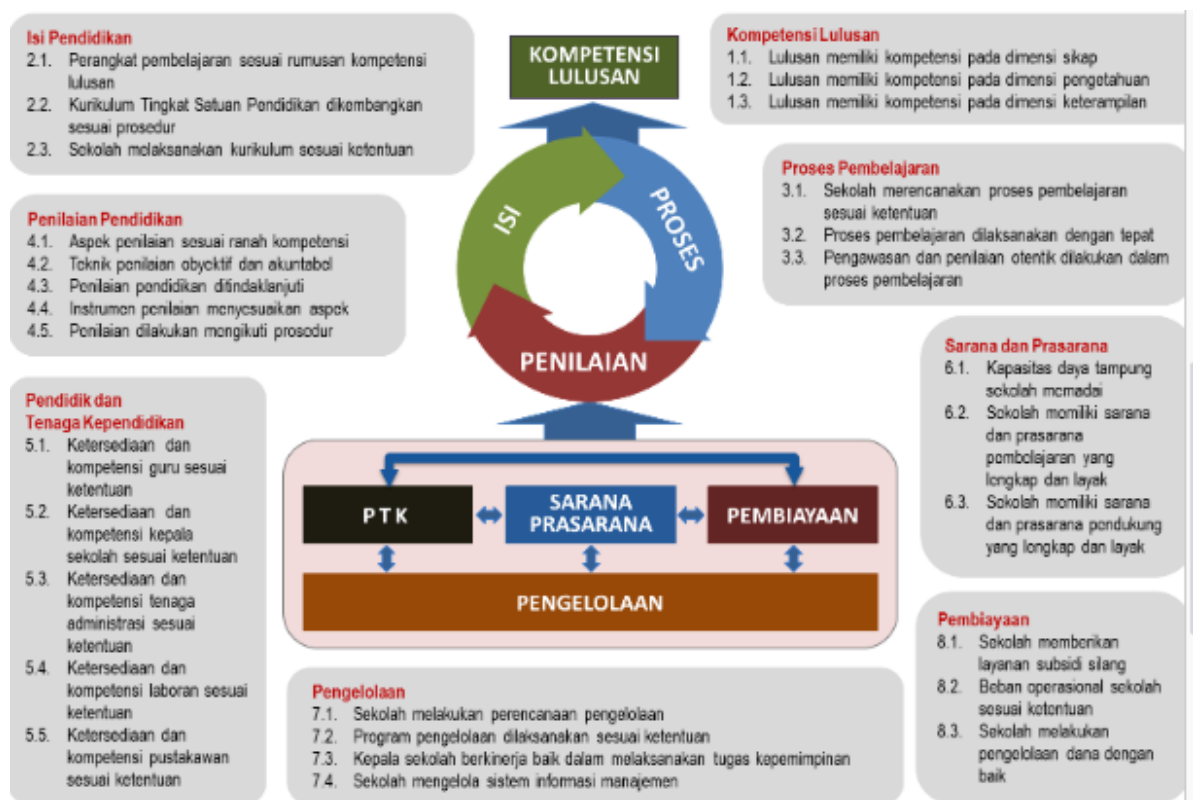 Isi Pendidikan
2.1. Perangkat pembelajaran sesuai rumusan kompetensi
lulusan
2.2. Kurikulum Tingkat Satuan Pendidikan dikembangkan
sesuai prosedur
2.3. Sekolah melaksanakan kurikulum sesuai ketentuan
KOMPETENSI
LULUSAN
Kompetensi Lulusan
1.1. Lulusan memiliki kompetensi pada dimensi sikap
1.2. Lulusan memiliki kompetensi pada dimensi pengetahuan
1.3. Lulusan memiliki kompetensi pada dimensi keterampilan
Penilaian Pendidikan
4.1. Aspek penilaian sesuai ranah kompetensi
4.2. Teknik penilaian obyektif dan akuntabel
4.3. Penilaian pendidikan ditindaklanjuti
4.4. Instrumen penilaian menyesuaikan aspek
4.5. Penilaian dilakukan mengikuti prosedur
ISI
PROSES
PENILAIAN
Proses Pembelajaran
3.1. Sekolah merencanakan proses pembelajaran
sesuai ketentuan
3.2. Proses pembelajaran dilaksanakan dengan tepat
3.3. Pengawasan dan penilaian otentik dilakukan dalam
proses pembelajaran
Pendidik dan
Tenaga Kependidikan
5.1. Ketersediaan dan
kompetensi guru sesuai
ketentuan
5.2. Ketersediaan dan
kompetensi kepala
sekolah sesuai ketentuan
5.3. Ketersediaan dan
kompetensi tenaga
administrasi sesuai
ketentuan
5.4. Ketersediaan dan
kompetensi laboran sesuai
ketentuan
5.5. Ketersediaan dan
kompetensi pustakawan
sesuai ketentuan
PTK
SARANA
PRASARANA
PEMBIAYAAN
PENGELOLAAN
Sarana dan Prasarana
6.1. Kapasitas daya tampung
sekolah memadai
6.2. Sekolah memiliki sarana
dan prasarana
pembelajaran yang
lengkap dan layak
6.3. Sekolah memiliki sarana
dan prasarana pendukung
yang lengkap dan layak
Pengelolaan
7.1. Sekolah melakukan perencanaan pengelolaan
7.2. Program pengelolaan dilaksanakan sesuai ketentuan
7.3. Kepala sekolah berkinerja baik dalam melaksanakan tugas kepemimpinan
7.4. Sekolah mengelola sistem informasi manajemen
Pembiayaan
8.1. Sekolah memberikan
layanan subsidi silang
8.2. Beban operasional sekolah
sesuai ketentuan
8.3. Sekolah melakukan
pengelolaan dana dengan
baik